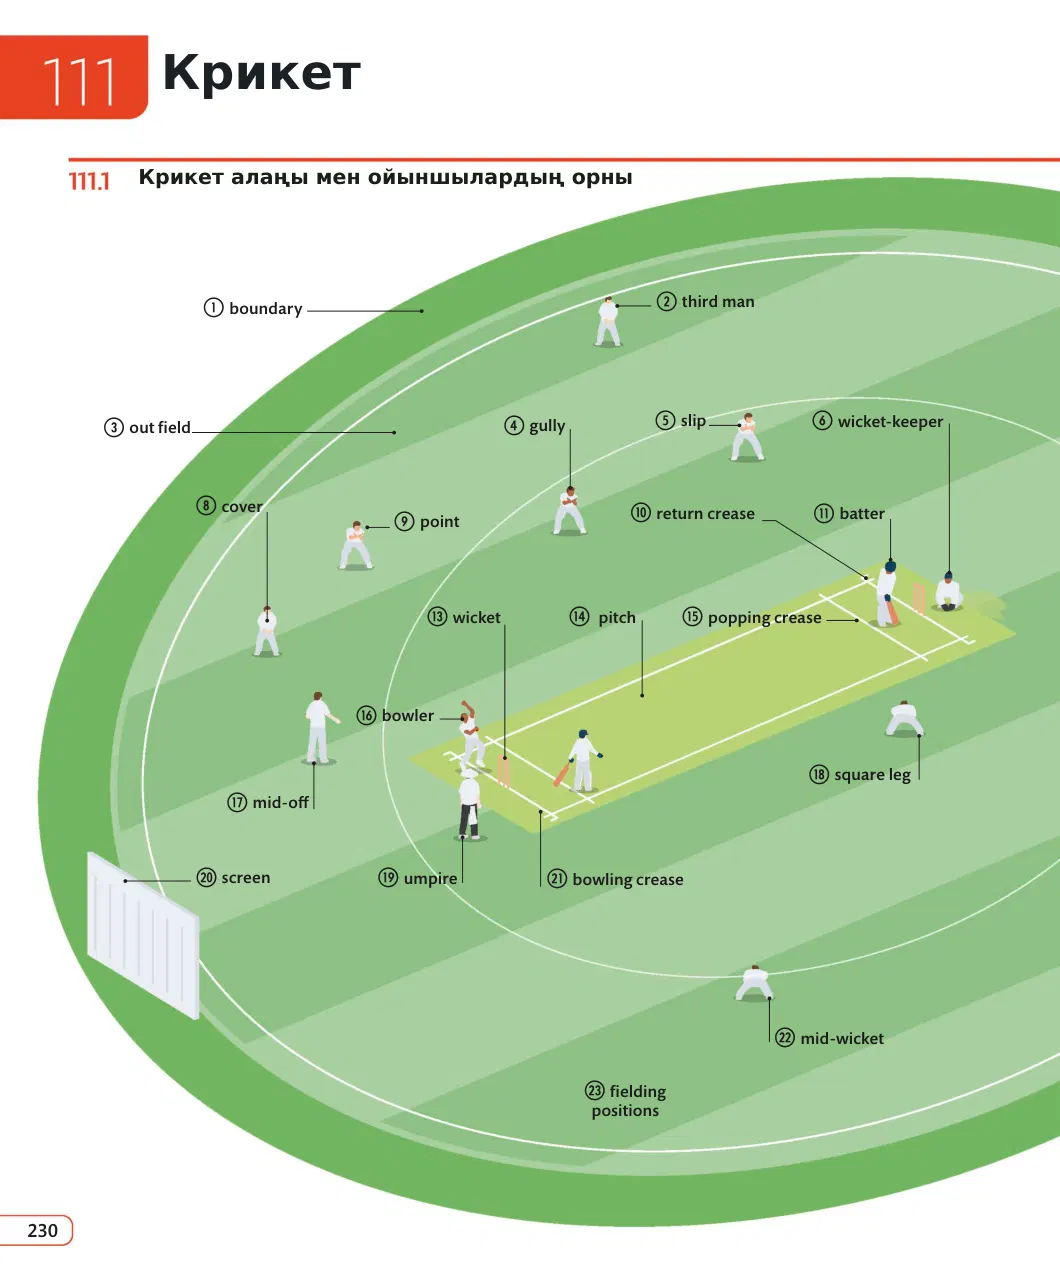 111 Крикет
111.1 Крикет алаңы мен ойыншылардың орны
① boundary
② third man
③ out field
④ gully
⑤ slip
⑥ wicket-keeper
⑧ cover
⑨ point
⑩ return crease
⑪ batter
⑬ wicket
⑭ pitch
⑮ popping crease
⑯ bowler
⑰ mid-off
⑱ square leg
⑳ screen
⑲ umpire
㉑ bowling crease
㉒ mid-wicket
㉓ fielding
positions
230